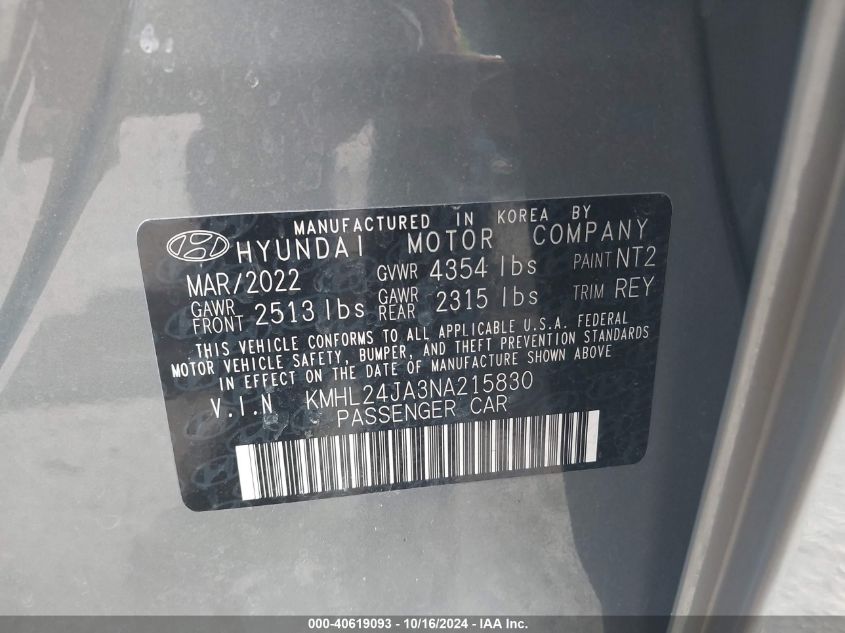 MANUFACTURED IN KOREA BY
HYUNDAI MOTOR COMPANY
MAR/2022 GVWR 4354 lbs PAINT NT2
GAWR FRONT 2513 lbs GAWR REAR 2315 lbs TRIM REY
THIS VEHICLE CONFORMS TO ALL APPLICABLE U.S.A. FEDERAL
MOTOR VEHICLE SAFETY, BUMPER, AND THEFT PREVENTION STANDARDS
IN EFFECT ON THE DATE OF MANUFACTURE SHOWN ABOVE
V.I.N KMHL24JA3NA215830
PASSENGER CAR
000-40619093 - 10/16/2024 - IAA Inc.